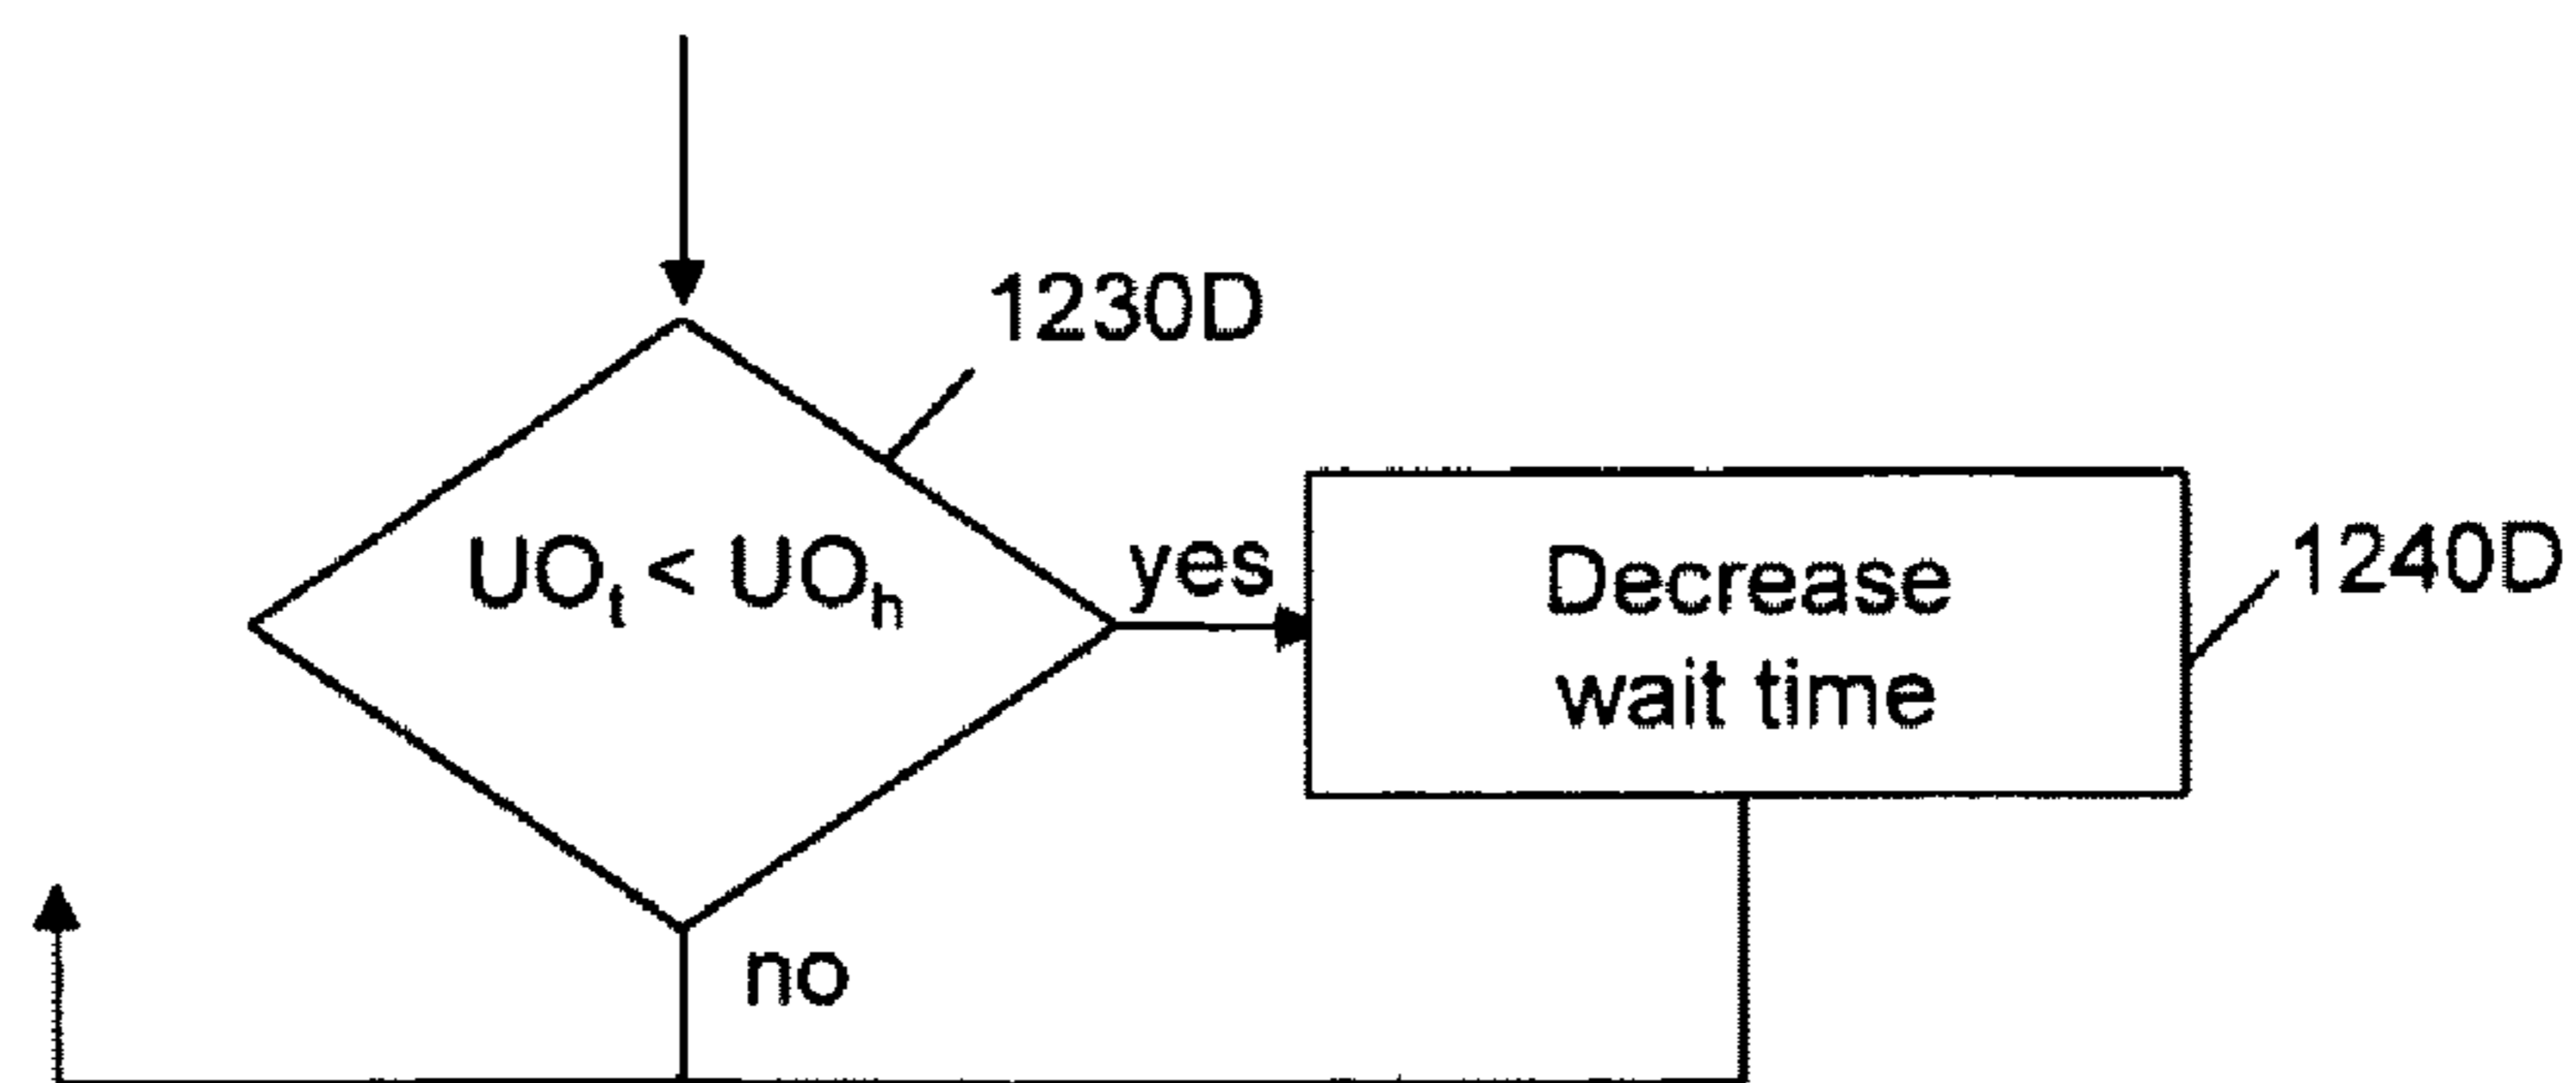 1230D
UOₜ < UOₕ
yes
Decrease
wait time
1240D
no